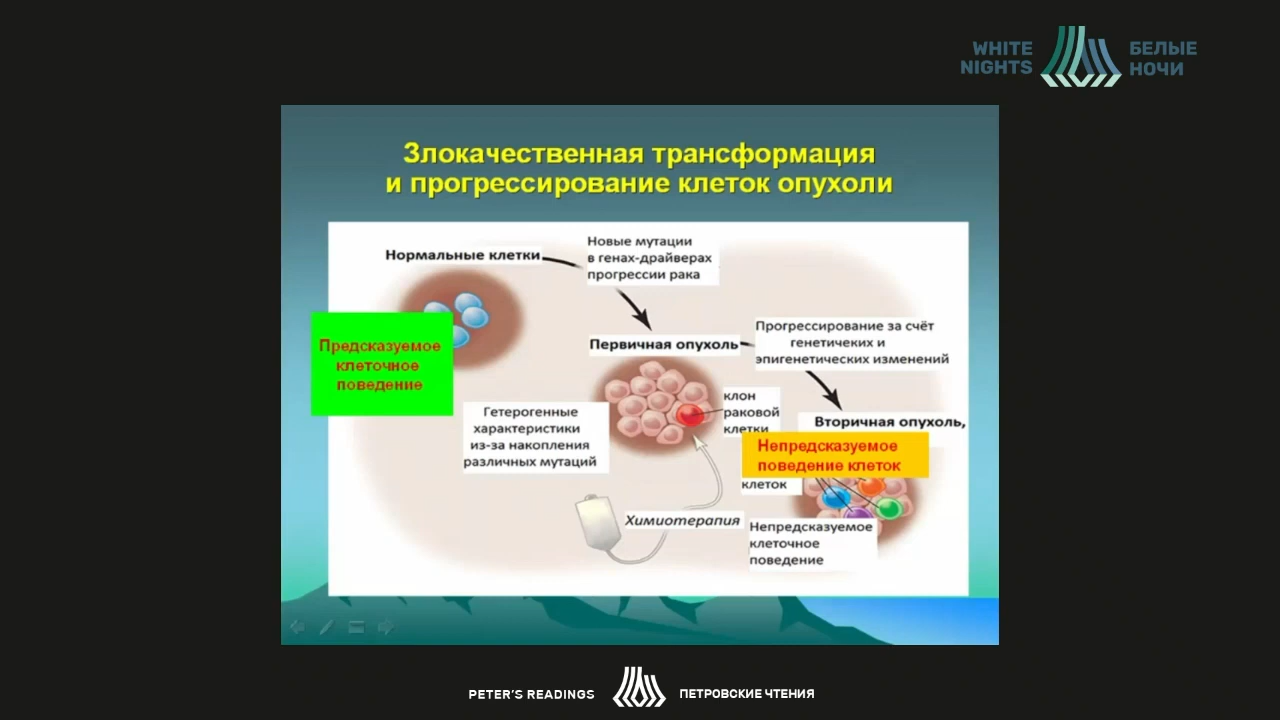 WHITE
NIGHTS
БЕЛЫЕ
НОЧИ
Злокачественная трансформация
и прогрессирование клеток опухоли
Нормальные клетки
Новые мутации
в генах-драйверах
прогрессии рака
Предсказуемое
клеточное
поведение
Первичная опухоль
Прогрессирование за счёт
генетичеких и
эпигенетических изменений
Гетерогенные
характеристики
из-за накопления
различных мутаций
клон
раковой
клетки
Вторичная опухоль,
Непредсказуемое
поведение клеток
клеток
Химиотерапия
Непредсказуемое
клеточное
поведение
PETER'S READINGS
ПЕТРОВСКИЕ ЧТЕНИЯ